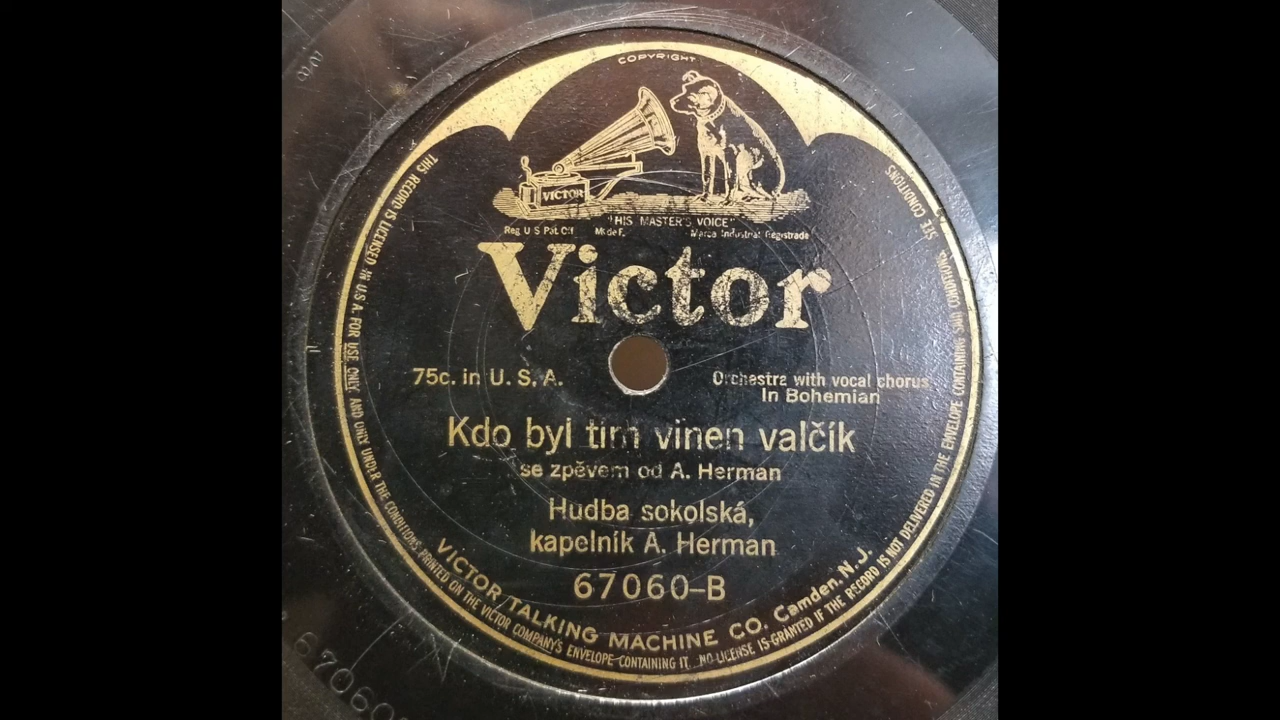 COPYRIGHT
VICTOR
"HIS MASTER'S VOICE"
Reg. U S Pat. Off M. de F. Marca Industrial Registrada
Victor
75c. in U. S. A.
Orchestra with vocal chorus
In Bohemian
Kdo byl tim vinen valčík
se zpěvem od A. Herman
Hudba sokolská,
kapelník A. Herman
67060-B
VICTOR TALKING MACHINE CO. Camden, N. J.
THIS RECORD IS LICENSED IN U.S.A. FOR USE ONLY AND ONLY UNDER THE CONDITIONS PRINTED ON THE VICTOR COMPANY'S ENVELOPE CONTAINING IT. NO LICENSE IS GRANTED IF THE RECORD IS NOT DELIVERED IN THE ENVELOPE CONTAINING SAID CONDITIONS. SEE CONDITIONS
67060